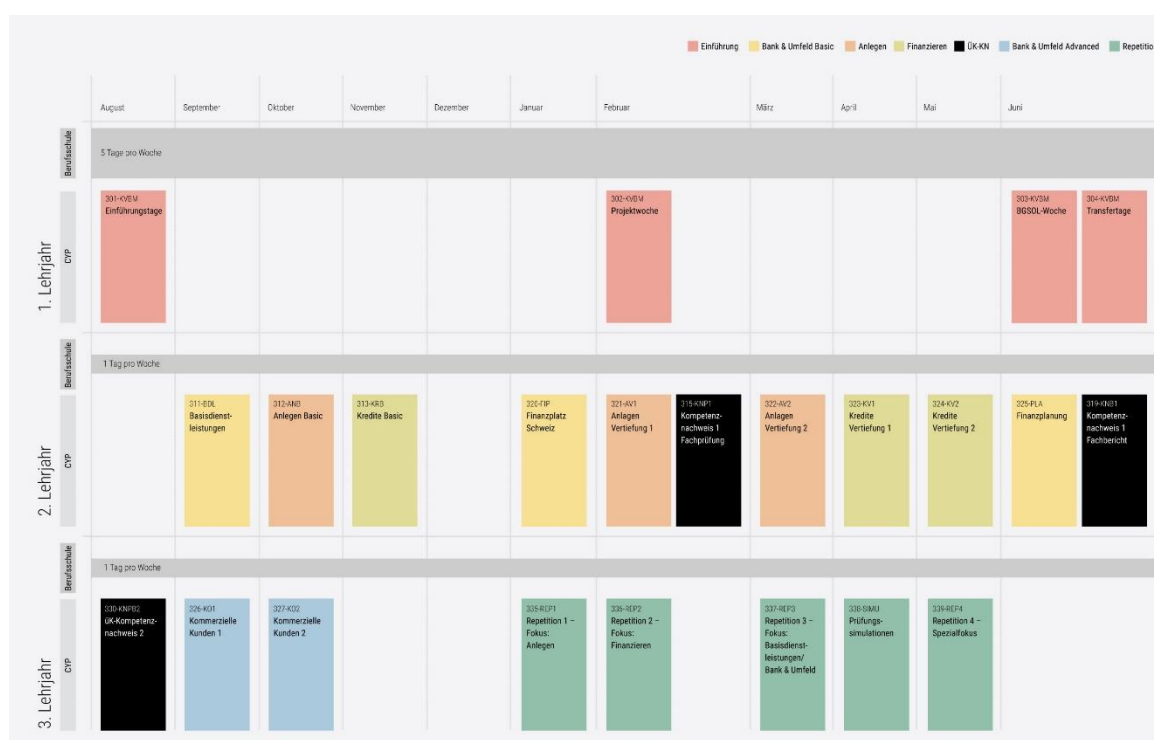 Einführung Bank & Umfeld Basic Anlegen Finanzieren ÜK-KN Bank & Umfeld Advanced Repetitio
August September Oktober November Dezember Januar Februar März April Mai Juni
1. Lehrjahr
Berufsschule
5 Tage pro Woche
CYP
301-KVBM
Einführungstage
302-KVBM
Projektwoche
303-KVBM
BGSOL-Woche
304-KVBM
Transfertage
2. Lehrjahr
Berufsschule
1 Tag pro Woche
CYP
311-BDL
Basisdienst-
leistungen
312-ANB
Anlegen Basic
313-KRB
Kredite Basic
320-FIP
Finanzplatz
Schweiz
321-AV1
Anlagen
Vertiefung 1
315-KNP1
Kompetenz-
nachweis 1
Fachprüfung
322-AV2
Anlagen
Vertiefung 2
323-KV1
Kredite
Vertiefung 1
324-KV2
Kredite
Vertiefung 2
325-PLA
Finanzplanung
319-KNB1
Kompetenz-
nachweis 1
Fachbericht
3. Lehrjahr
Berufsschule
1 Tag pro Woche
CYP
330-KNPB2
üK-Kompetenz-
nachweis 2
326-KO1
Kommerzielle
Kunden 1
327-KO2
Kommerzielle
Kunden 2
335-REP1
Repetition 1 –
Fokus:
Anlegen
336-REP2
Repetition 2 –
Fokus:
Finanzieren
337-REP3
Repetition 3 –
Fokus:
Basisdienst-
leistungen/
Bank & Umfeld
338-SIMU
Prüfungs-
simulationen
339-REP4
Repetition 4 –
Spezialfokus